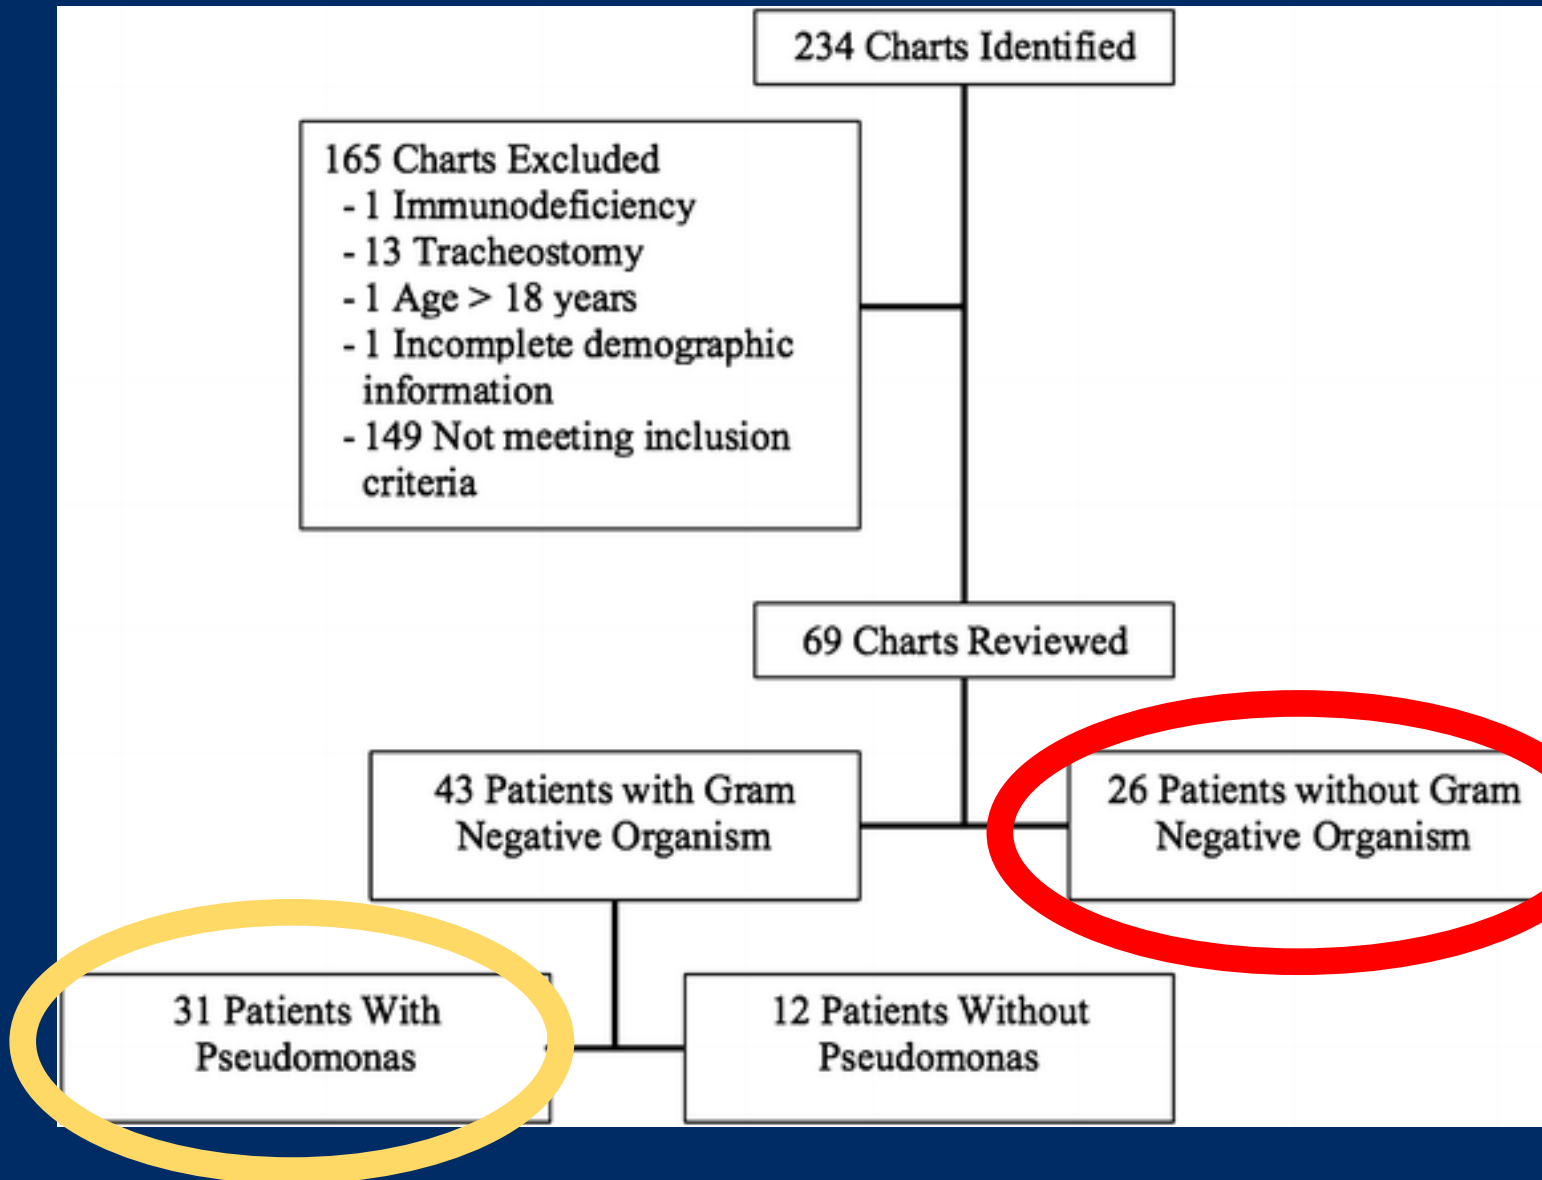 234 Charts Identified
165 Charts Excluded
- 1 Immunodeficiency
- 13 Tracheostomy
- 1 Age > 18 years
- 1 Incomplete demographic
information
- 149 Not meeting inclusion
criteria
69 Charts Reviewed
43 Patients with Gram
Negative Organism
26 Patients without Gram
Negative Organism
31 Patients With
Pseudomonas
12 Patients Without
Pseudomonas